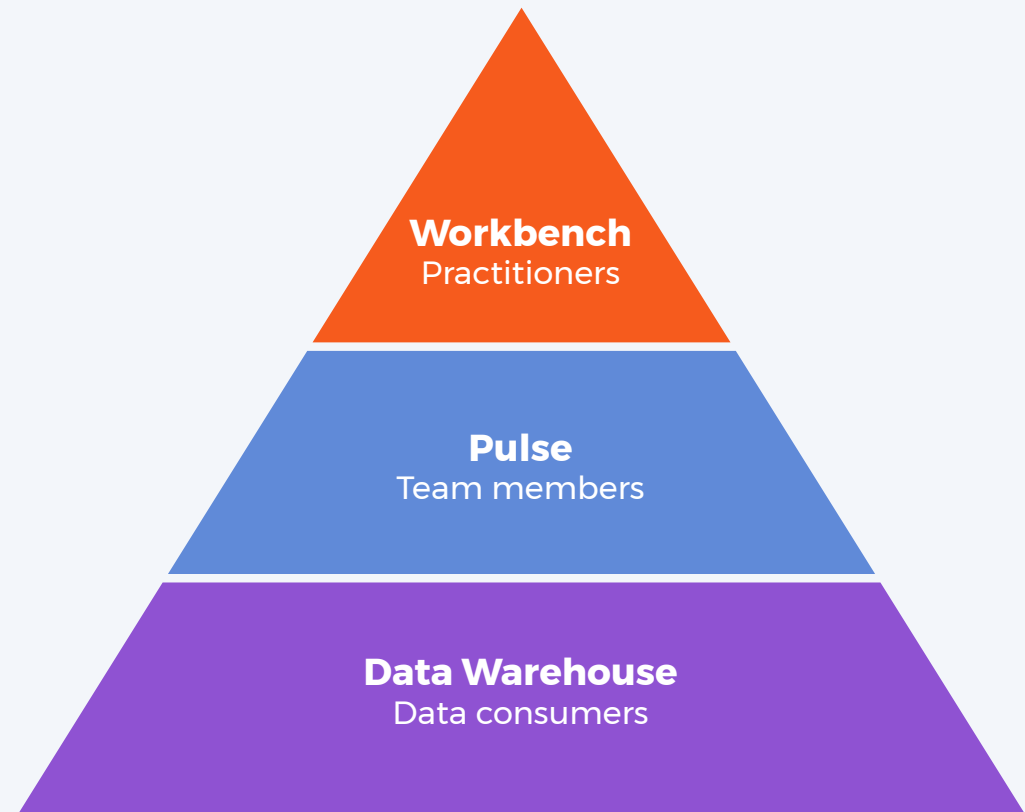 Workbench
Practitioners
Pulse
Team members
Data Warehouse
Data consumers